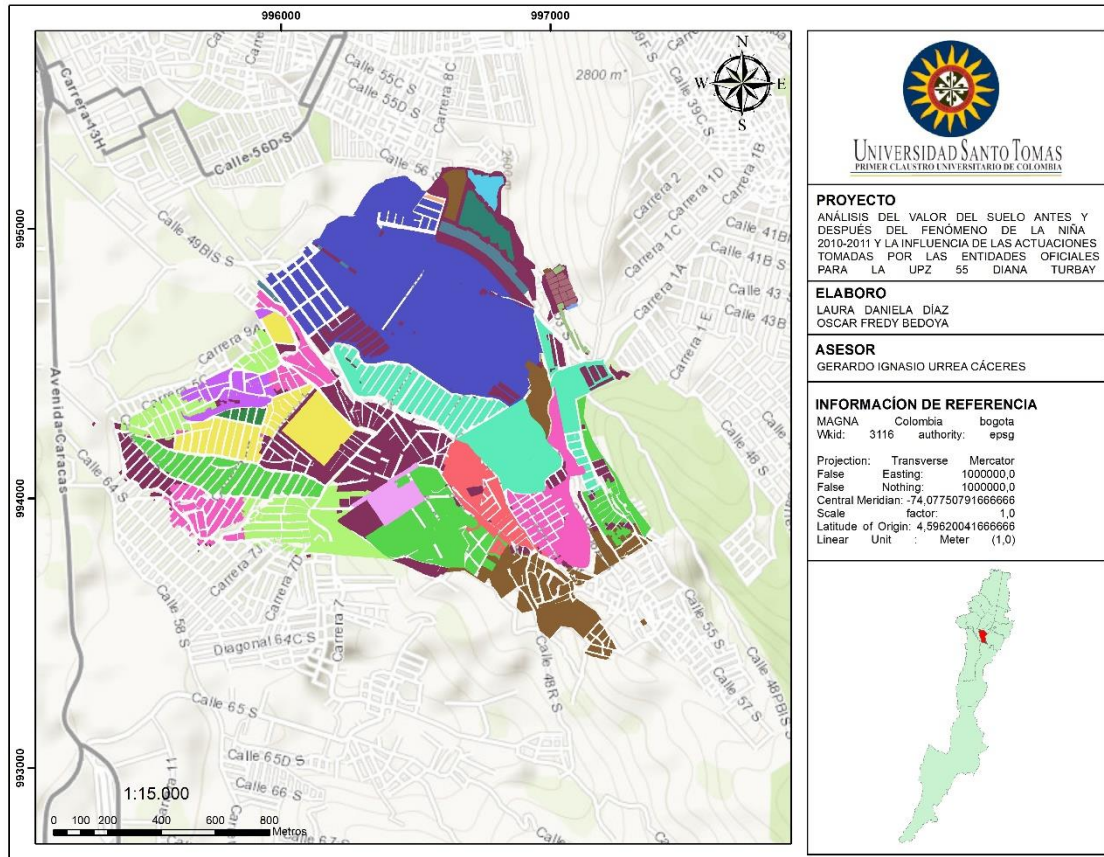 996000
997000
995000
994000
993000
N
W
E
S
2800 m
Carrera 13H
Calle 56D S
Calle 55C S
Calle 55D S
Carrera 8C
Calle 56 S
2600m
39F S
Calle 39C S
Carrera 2
Carrera 1D
Carrera 1B
Carrera 1C
Calle 41B S
Carrera 1A
Calle 43 S
Calle 43B
Carrera 1 E
Calle 49BIS S
Carrera 9A
Avenida Caracas
Calle 64 S
Calle 48 S
Carrera 7J
Carrera 7D
Calle 58 S
Diagonal 64C S
Carrera 7
Calle 48R S
Calle 55 S
Calle 57 S
Calle 48PBIS S
Calle 65 S
Calle 65D S
Calle 66 S
Calle 67 S
1:15.000
0 100 200 400 600 800
Metros
UNIVERSIDAD SANTO TOMAS
PRIMER CLAUSTRO UNIVERSITARIO DE COLOMBIA
PROYECTO
ANÁLISIS DEL VALOR DEL SUELO ANTES Y
DESPUÉS DEL FENÓMENO DE LA NIÑA
2010-2011 Y LA INFLUENCIA DE LAS ACTUACIONES
TOMADAS POR LAS ENTIDADES OFICIALES
PARA LA UPZ 55 DIANA TURBAY
ELABORO
LAURA DANIELA DÍAZ
OSCAR FREDY BEDOYA
ASESOR
GERARDO IGNASIO URREA CÁCERES
INFORMACÍON DE REFERENCIA
MAGNA Colombia bogota
Wkid: 3116 authority: epsg
Projection: Transverse Mercator
False Easting: 1000000,0
False Nothing: 1000000,0
Central Meridian: -74,07750791666666
Scale factor: 1,0
Latitude of Origin: 4,59620041666666
Linear Unit : Meter (1,0)